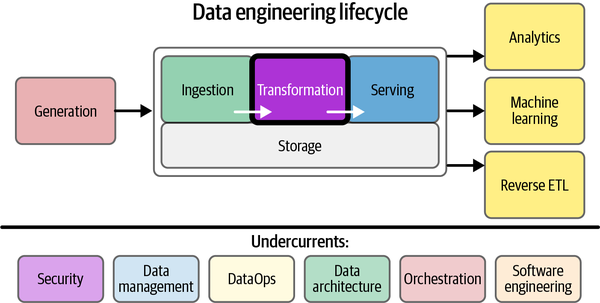 Data engineering lifecycle
Generation
Ingestion
Transformation
Serving
Storage
Analytics
Machine
learning
Reverse ETL
Undercurrents:
Security
Data
management
DataOps
Data
architecture
Orchestration
Software
engineering